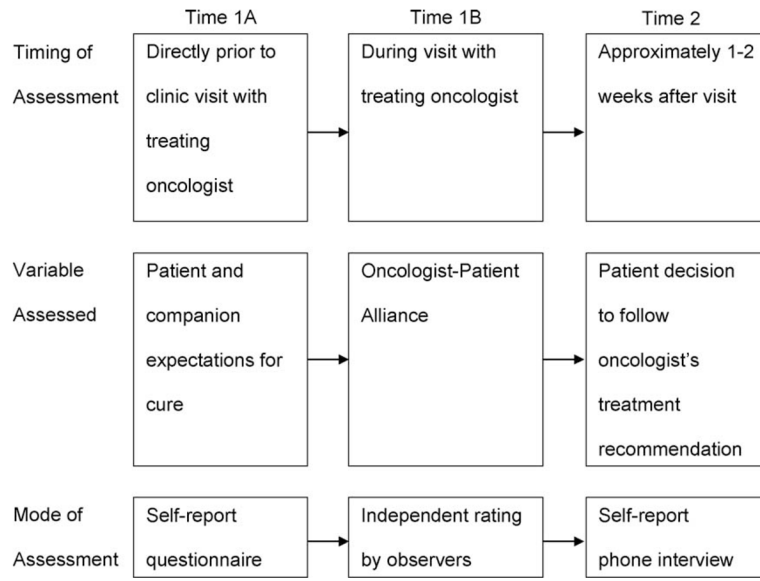 Time 1A
Time 1B
Time 2
Timing of
Assessment
Directly prior to
clinic visit with
treating
oncologist
During visit with
treating oncologist
Approximately 1-2
weeks after visit
Variable
Assessed
Patient and
companion
expectations for
cure
Oncologist-Patient
Alliance
Patient decision
to follow
oncologist’s
treatment
recommendation
Mode of
Assessment
Self-report
questionnaire
Independent rating
by observers
Self-report
phone interview